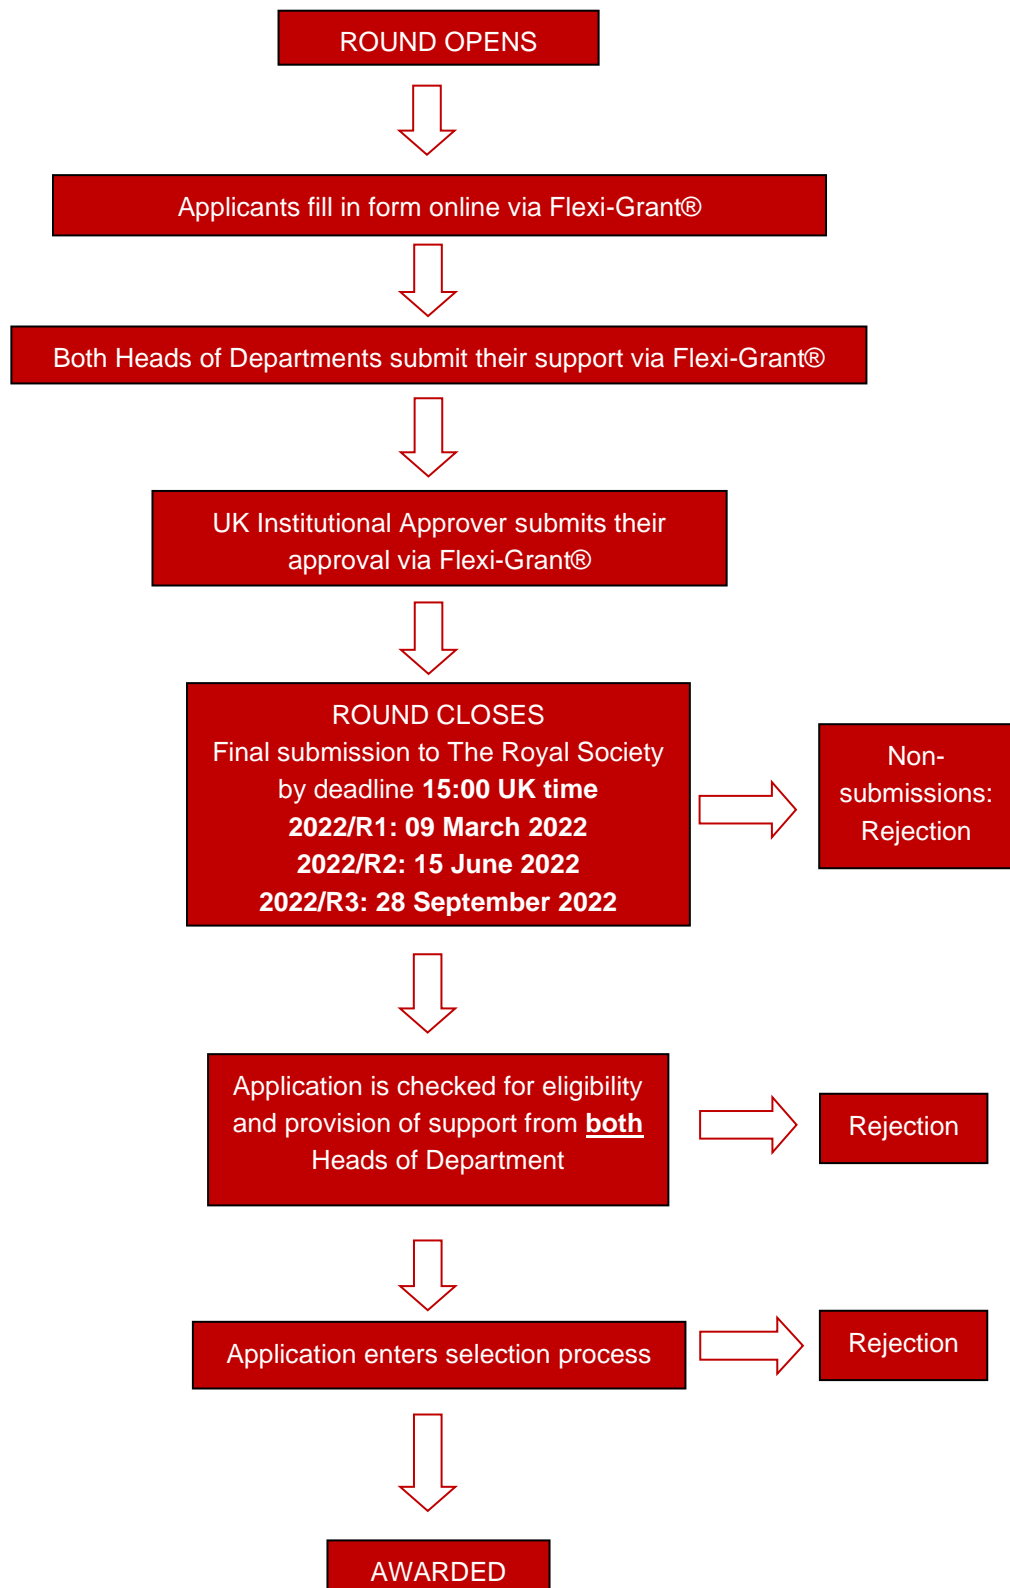 ROUND OPENS
Applicants fill in form online via Flexi-Grant®
Both Heads of Departments submit their support via Flexi-Grant®
UK Institutional Approver submits their
approval via Flexi-Grant®
ROUND CLOSES
Final submission to The Royal Society
by deadline 15:00 UK time
2022/R1: 09 March 2022
2022/R2: 15 June 2022
2022/R3: 28 September 2022
Non-
submissions:
Rejection
Application is checked for eligibility
and provision of support from both
Heads of Department
Rejection
Application enters selection process
Rejection
AWARDED